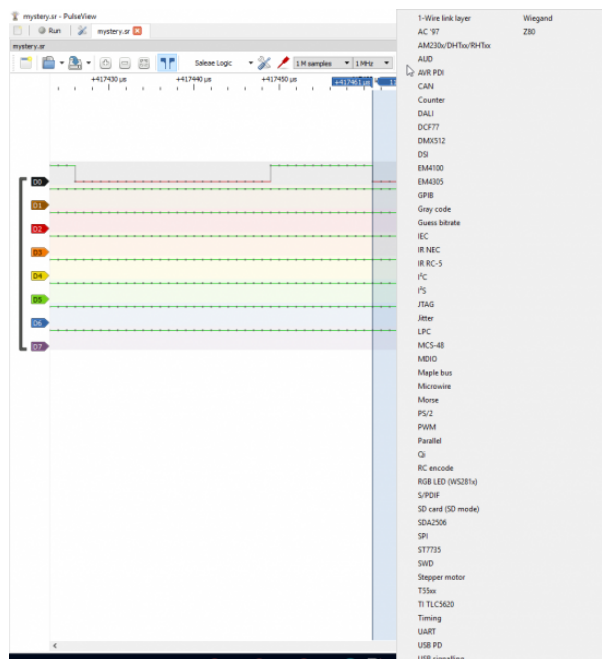 mystery.sr - PulseView
Run mystery.sr
mystery.sr
Saleae Logic 1 M samples 1 MHz
+417430 µs +417440 µs +417450 µs +417461 µs
D0
D1
D2
D3
D4
D5
D6
D7
1-Wire link layer Wiegand
AC '97 Z80
AM230x/DHTxx/RHTxx
AUD
AVR PDI
CAN
Counter
DALI
DCF77
DMX512
DSI
EM4100
EM4305
GPIB
Gray code
Guess bitrate
IEC
IR NEC
IR RC-5
I²C
I²S
JTAG
Jitter
LPC
MCS-48
MDIO
Maple bus
Microwire
Morse
PS/2
PWM
Parallel
Qi
RC encode
RGB LED (WS281x)
S/PDIF
SD card (SD mode)
SDA2506
SPI
ST7735
SWD
Stepper motor
T55xx
TI TLC5620
Timing
UART
USB PD
USB signalling